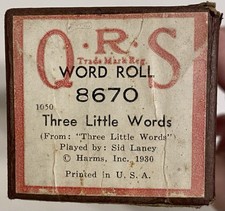 Q·R·S
Trade Mark Reg.
WORD ROLL
8670
1050
Three Little Words
(From: "Three Little Words")
Played by: Sid Laney
© Harms, Inc. 1930
Printed in U. S. A.